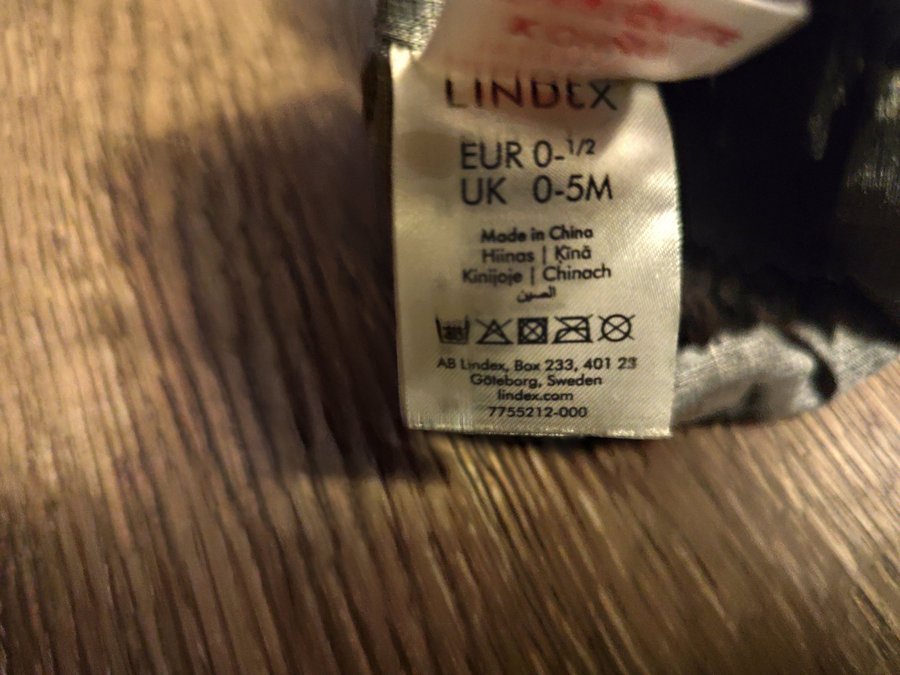 LINDEX
EUR 0-1/2
UK 0-5M
Made in China
Hiinas | Ķīnā
Kinijoje | Chinach
الصين
AB Lindex, Box 233, 401 23
Göteborg, Sweden
lindex.com
7755212-000